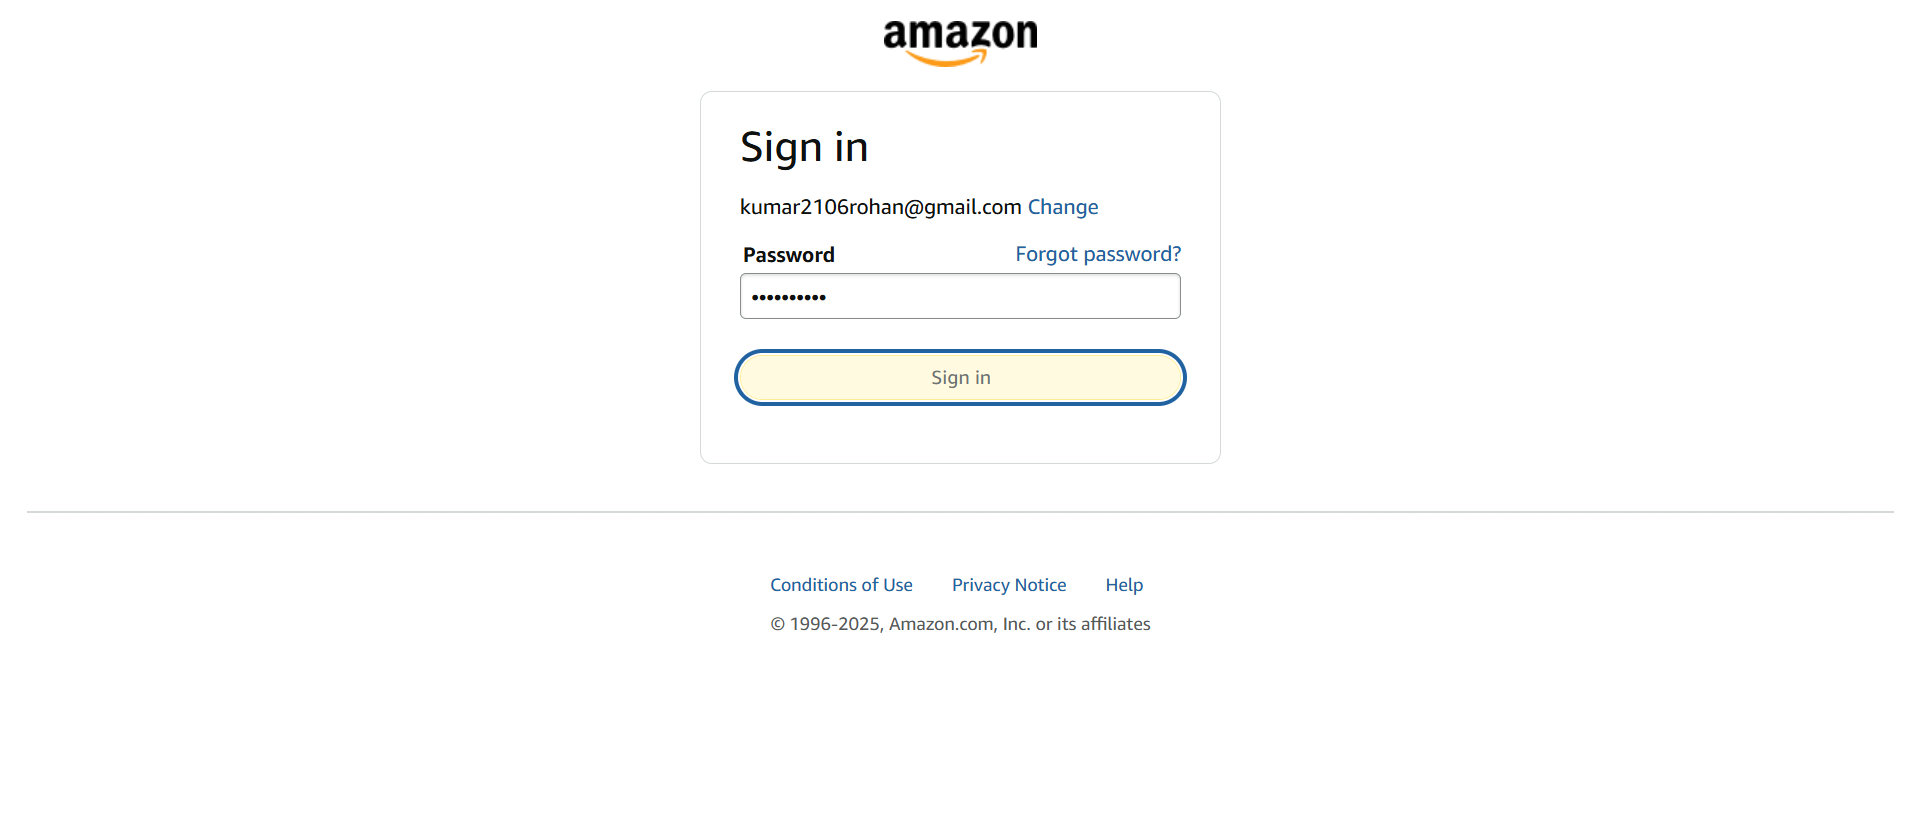 amazon
Sign in
kumar2106rohan@gmail.com Change
Password Forgot password?
••••••••••
Sign in
Conditions of Use Privacy Notice Help
© 1996-2025, Amazon.com, Inc. or its affiliates